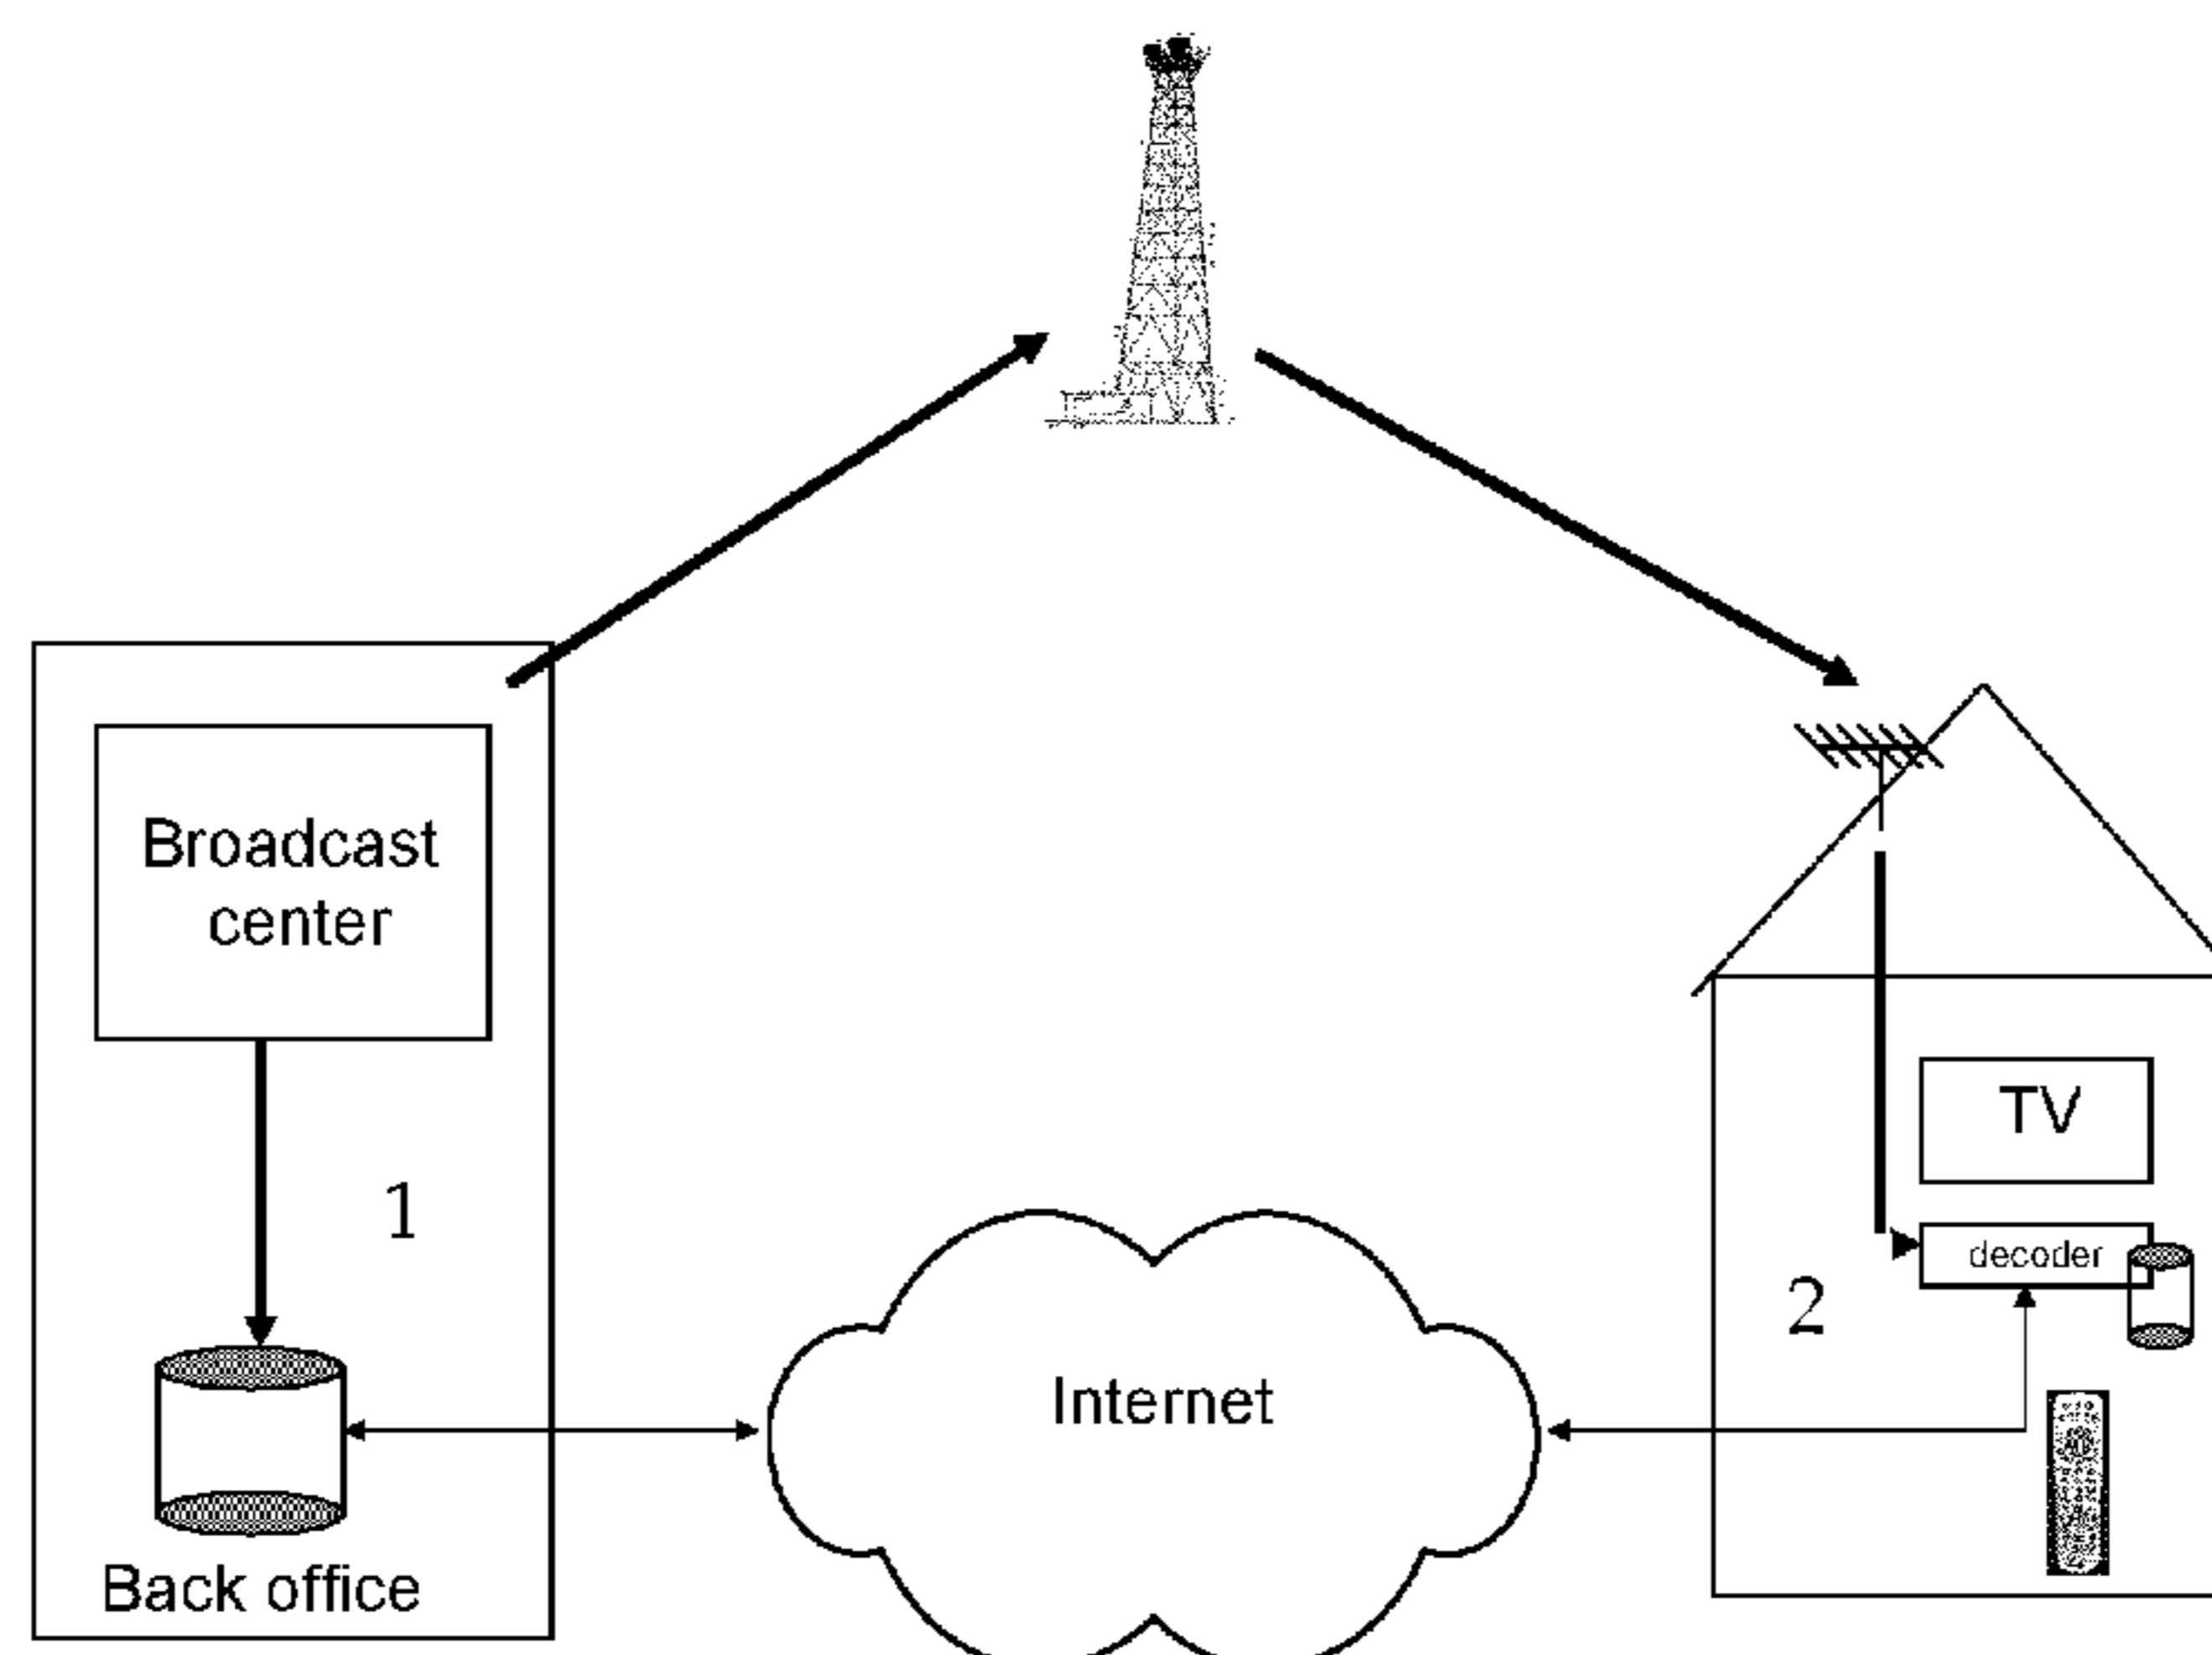 Broadcast
center
1
Back office
Internet
TV
decoder
2